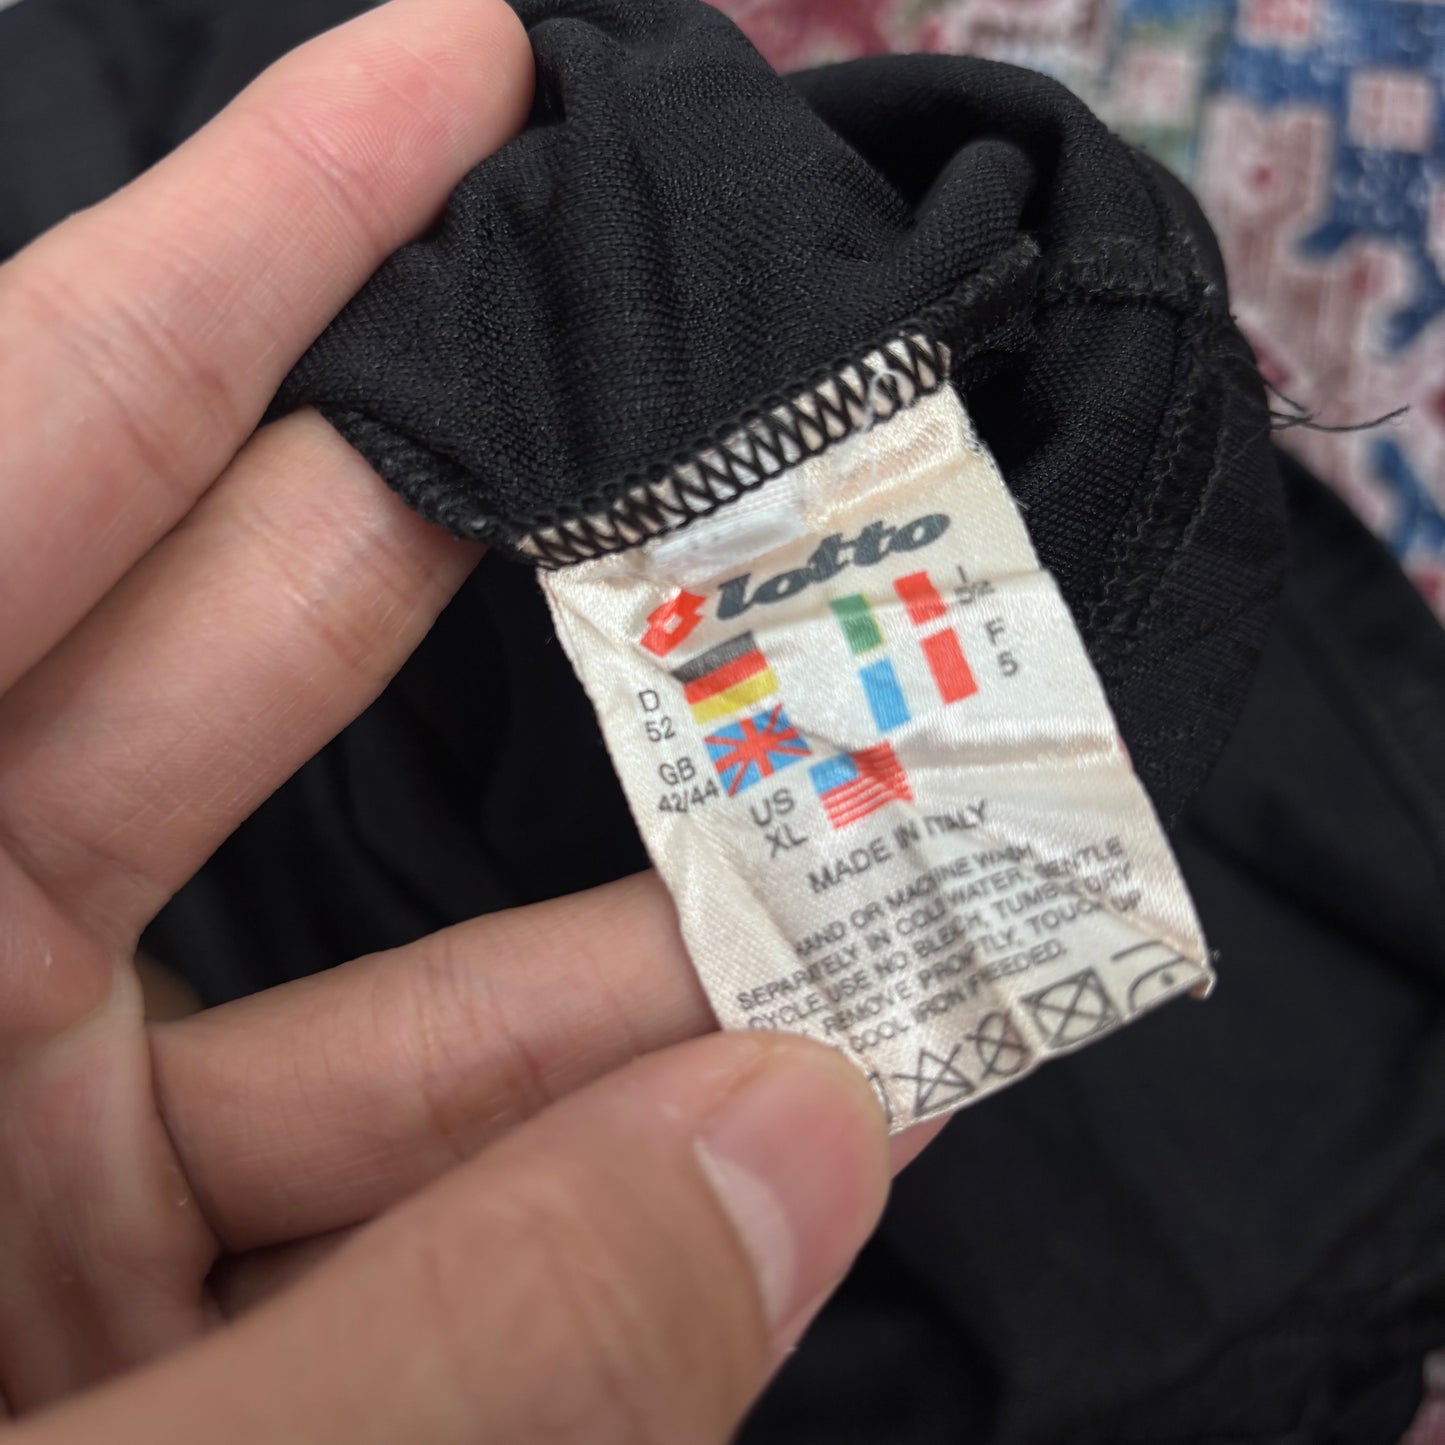 lotto
I
52
F
5
D
52
GB
42/44
US
XL
MADE IN ITALY
HAND OR MACHINE WASH
SEPARATELY IN COLD WATER, GENTLE
CYCLE USE NO BLEECH, TUMBLE DRY
REMOVE PROMPTLY, TOUCH UP
COOL IRON IF NEEDED.